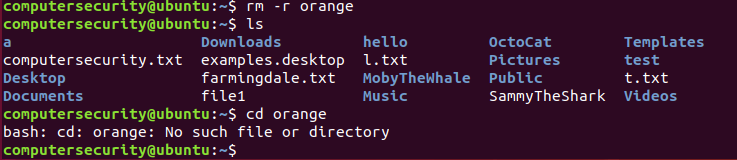 computersecurity@ubuntu:~$ rm -r orange
computersecurity@ubuntu:~$ ls
a Downloads hello OctoCat Templates
computersecurity.txt examples.desktop l.txt Pictures test
Desktop farmingdale.txt MobyTheWhale Public t.txt
Documents file1 Music SammyTheShark Videos
computersecurity@ubuntu:~$ cd orange
bash: cd: orange: No such file or directory
computersecurity@ubuntu:~$